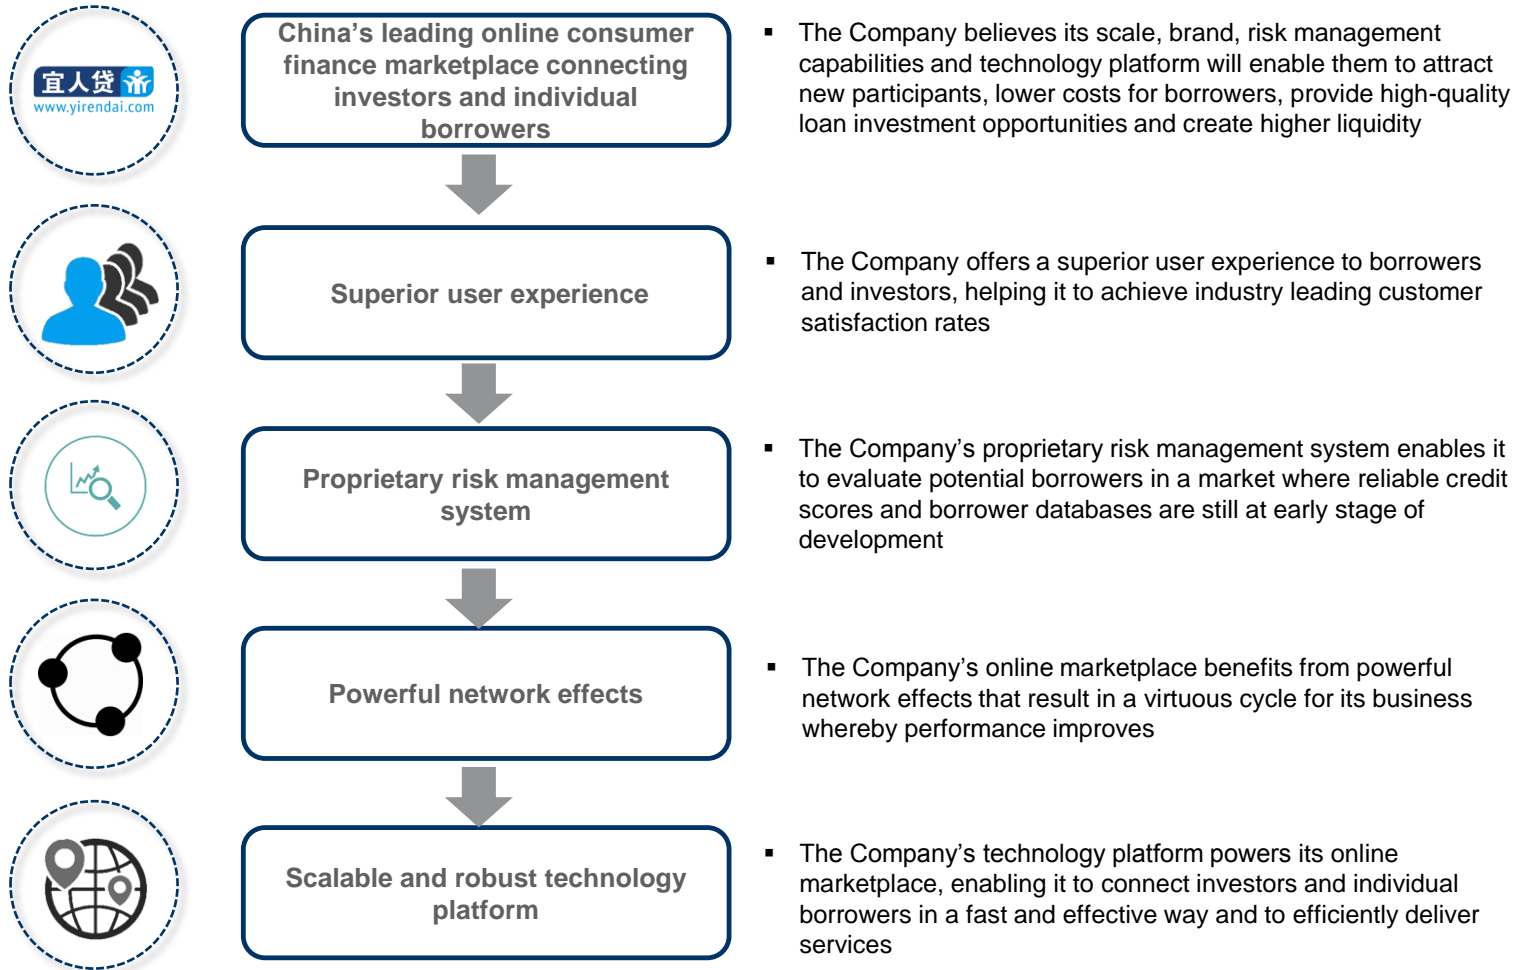 宜人贷 
www.yirendai.com
China’s leading online consumer
finance marketplace connecting
investors and individual
borrowers
▪ The Company believes its scale, brand, risk management
capabilities and technology platform will enable them to attract
new participants, lower costs for borrowers, provide high-quality
loan investment opportunities and create higher liquidity
Superior user experience
▪ The Company offers a superior user experience to borrowers
and investors, helping it to achieve industry leading customer
satisfaction rates
Proprietary risk management
system
▪ The Company’s proprietary risk management system enables it
to evaluate potential borrowers in a market where reliable credit
scores and borrower databases are still at early stage of
development
Powerful network effects
▪ The Company’s online marketplace benefits from powerful
network effects that result in a virtuous cycle for its business
whereby performance improves
Scalable and robust technology
platform
▪ The Company’s technology platform powers its online
marketplace, enabling it to connect investors and individual
borrowers in a fast and effective way and to efficiently deliver
services